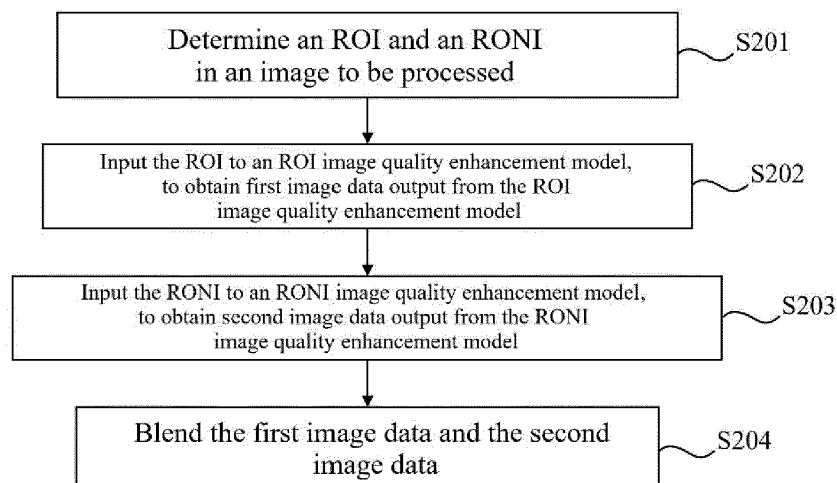 Determine an ROI and an RONI
in an image to be processed
S201
Input the ROI to an ROI image quality enhancement model,
to obtain first image data output from the ROI
image quality enhancement model
S202
Input the RONI to an RONI image quality enhancement model,
to obtain second image data output from the RONI
image quality enhancement model
S203
Blend the first image data and the second
image data
S204